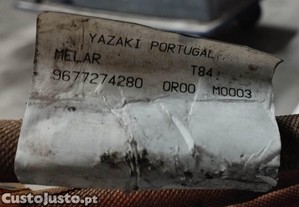 YAZAKI PORTUGAL
MELAR T84
9677274280 0R00 M0003
Custojusto.pt